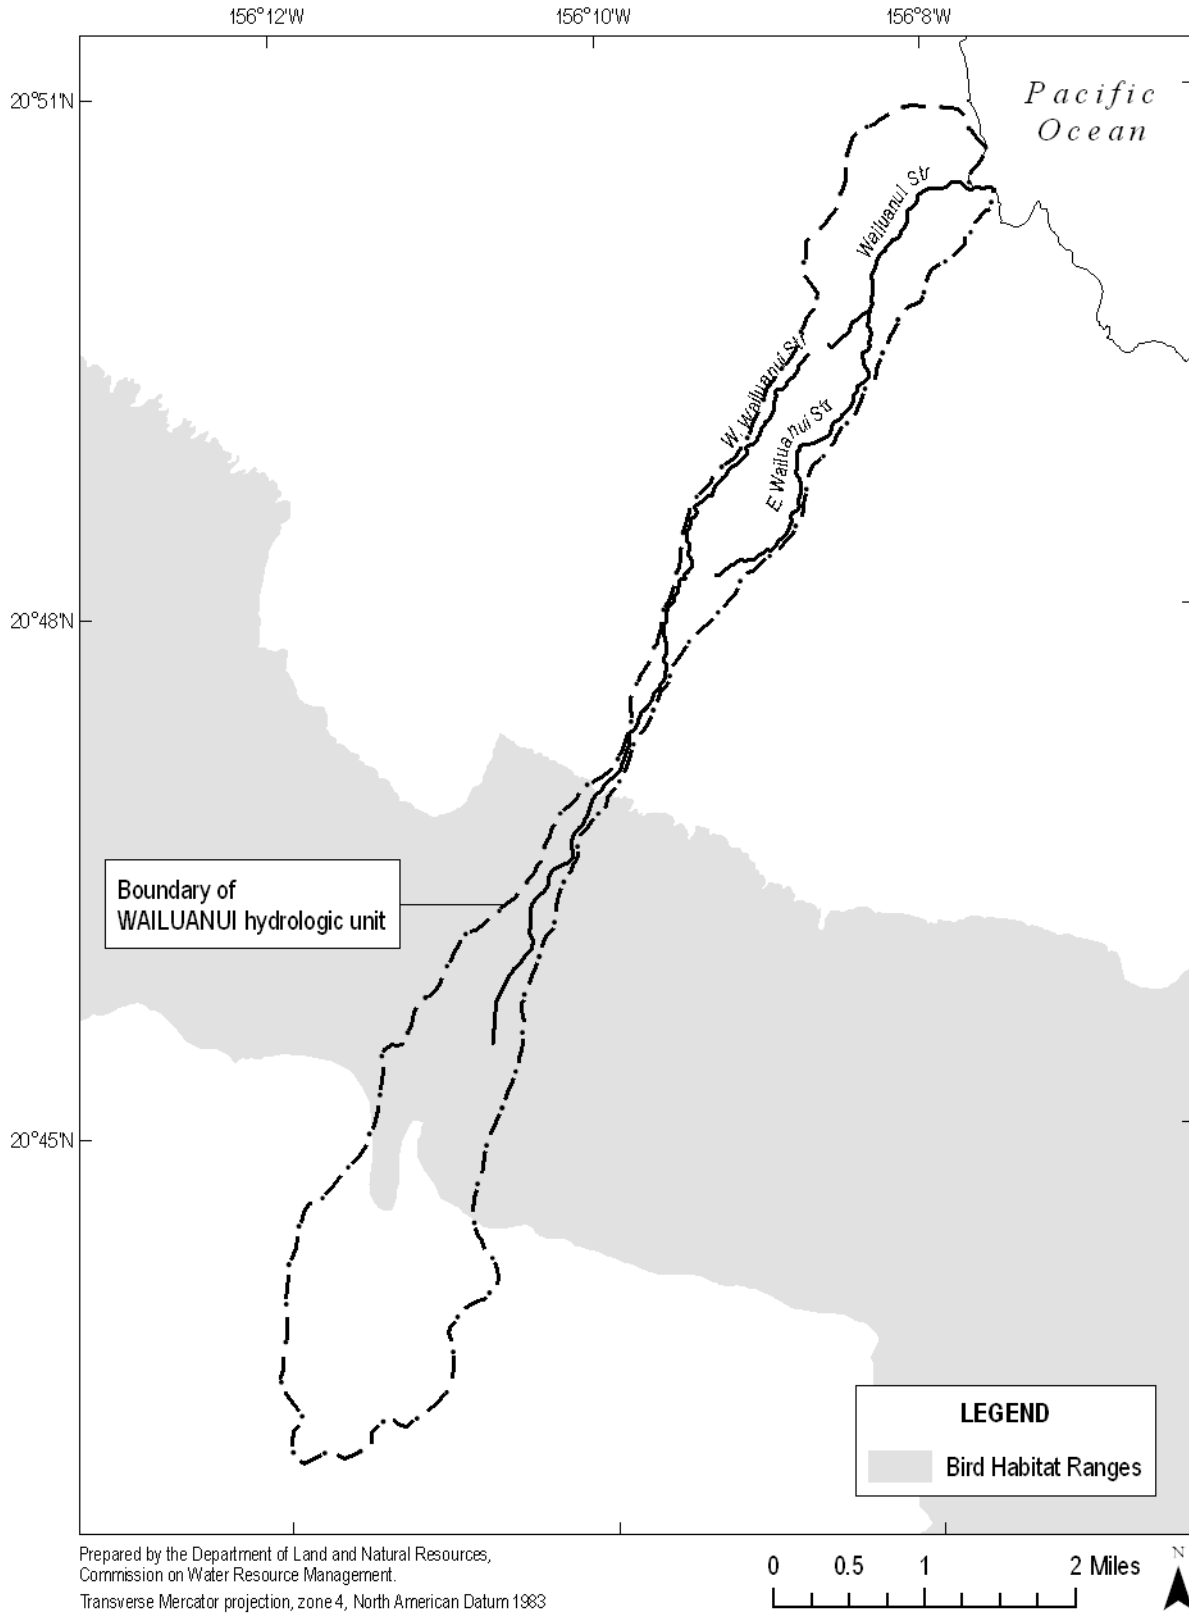 156°12'W 156°10'W 156°8'W
20°51'N
Pacific
Ocean
Wailuanui Str
W. Wailuanui Str
E. Wailuanui Str
20°48'N
Boundary of
WAILUANUI hydrologic unit
20°45'N
LEGEND
Bird Habitat Ranges
Prepared by the Department of Land and Natural Resources,
Commission on Water Resource Management.
Transverse Mercator projection, zone 4, North American Datum 1983
0 0.5 1 2 Miles
N